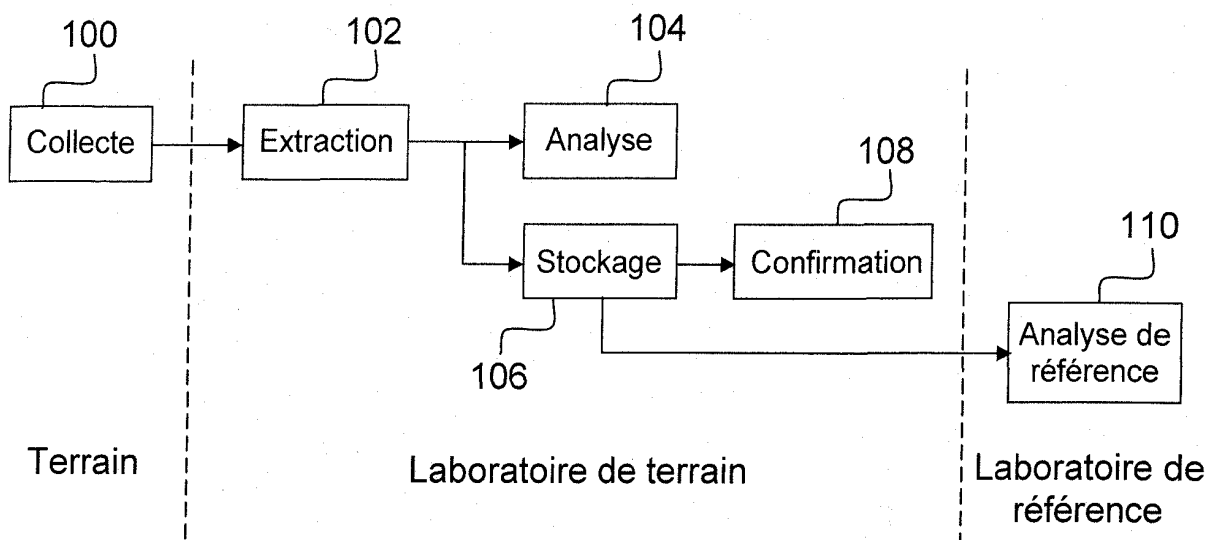 100
102
104
Collecte
Extraction
Analyse
108
Stockage
Confirmation
110
106
Analyse de
référence
Terrain
Laboratoire de terrain
Laboratoire de
référence